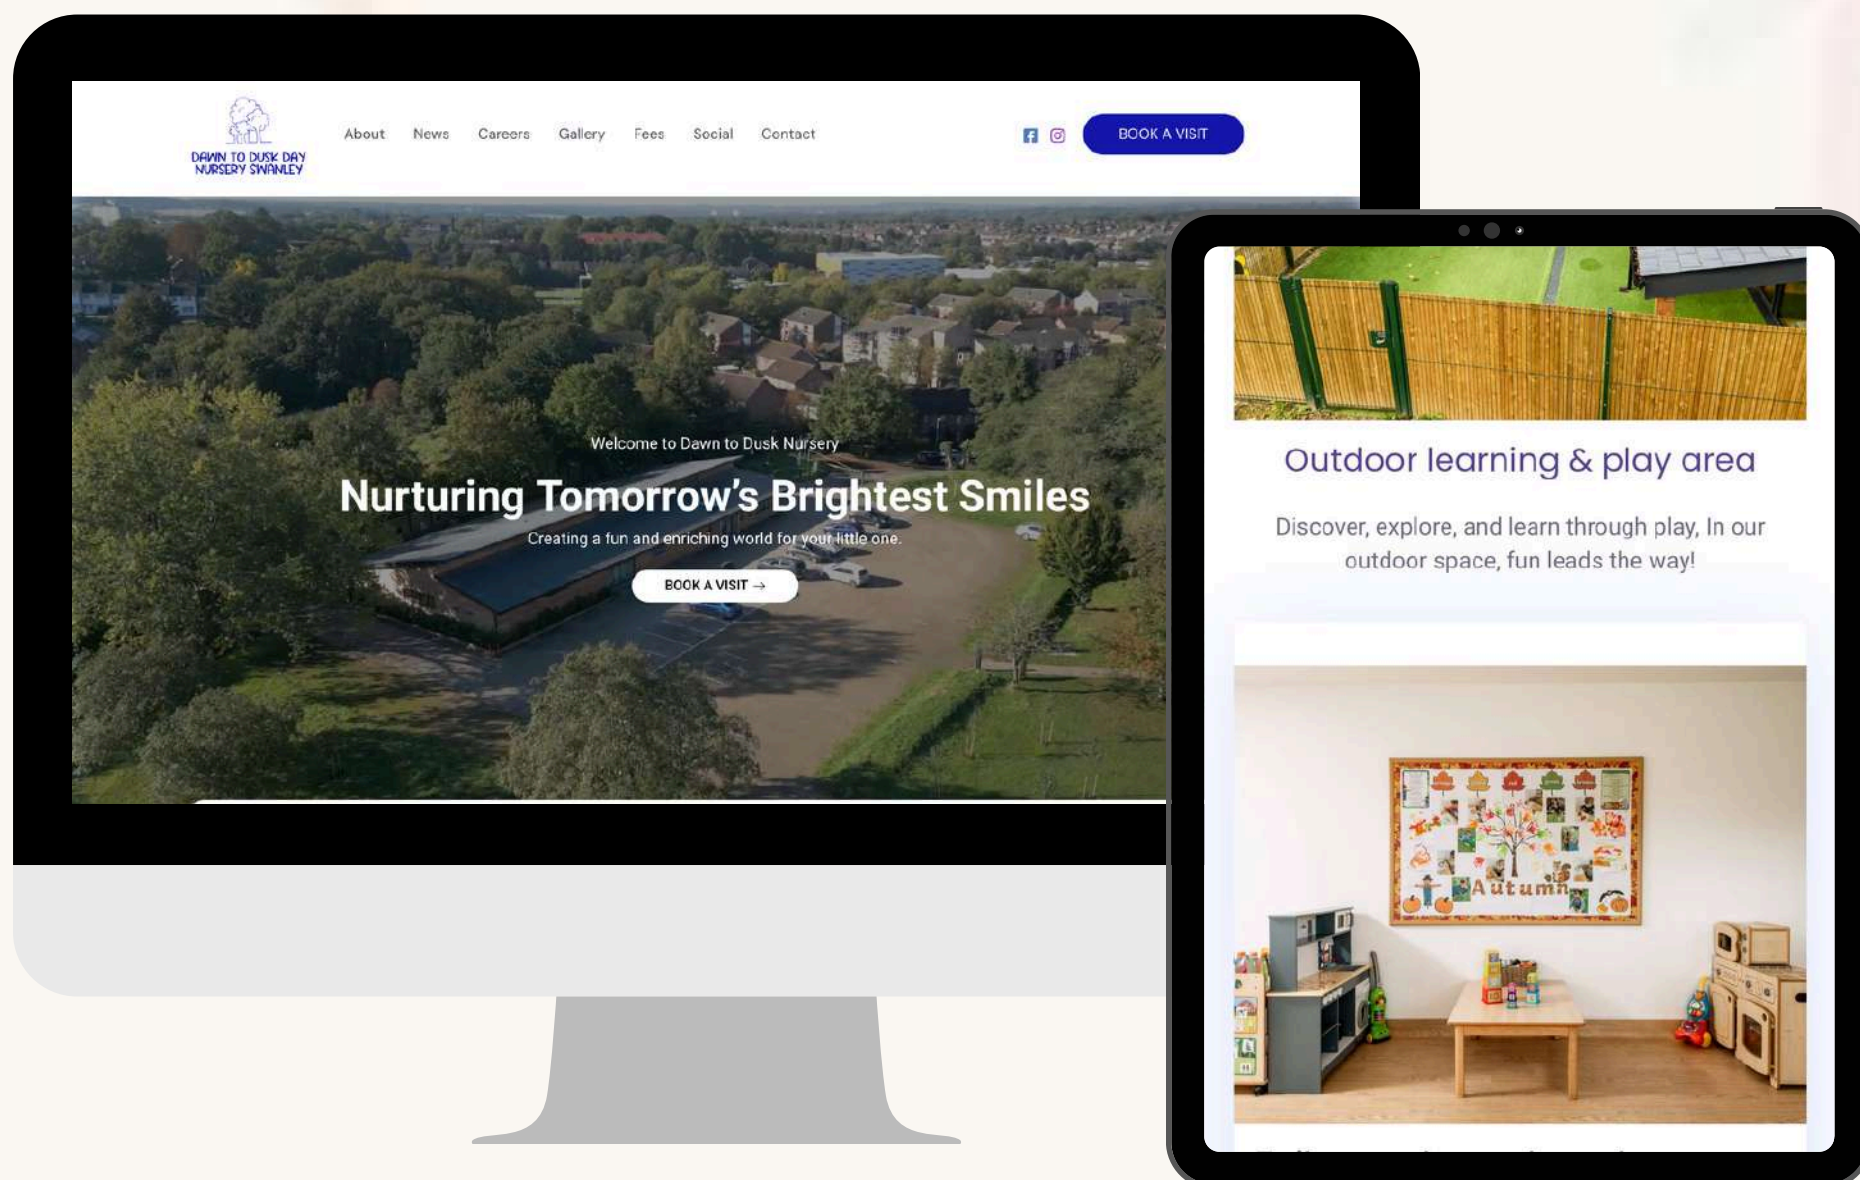 DAWN TO DUSK DAY
NURSERY SWANLEY
About News Careers Gallery Fees Social Contact
BOOK A VISIT
Welcome to Dawn to Dusk Nursery
Nurturing Tomorrow's Brightest Smiles
Creating a fun and enriching world for your little one.
BOOK A VISIT →
Outdoor learning & play area
Discover, explore, and learn through play, In our
outdoor space, fun leads the way!
Autumn